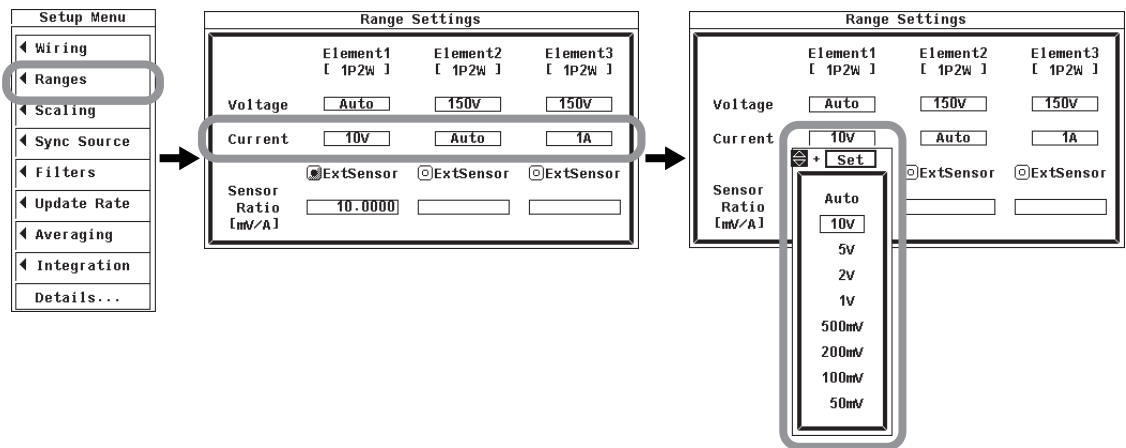 Setup Menu
Wiring
Ranges
Scaling
Sync Source
Filters
Update Rate
Averaging
Integration
Details...
Range Settings
Element1 Element2 Element3
[ 1P2W ] [ 1P2W ] [ 1P2W ]
Voltage Auto 150V 150V
Current 10V Auto 1A
ExtSensor ExtSensor ExtSensor
Sensor
Ratio 10.0000
[mV/A]
Range Settings
Element1 Element2 Element3
[ 1P2W ] [ 1P2W ] [ 1P2W ]
Voltage Auto 150V 150V
Current 10V Auto 1A
+ Set
ExtSensor ExtSensor
Sensor
Ratio
[mV/A]
Auto
10V
5V
2V
1V
500mV
200mV
100mV
50mV